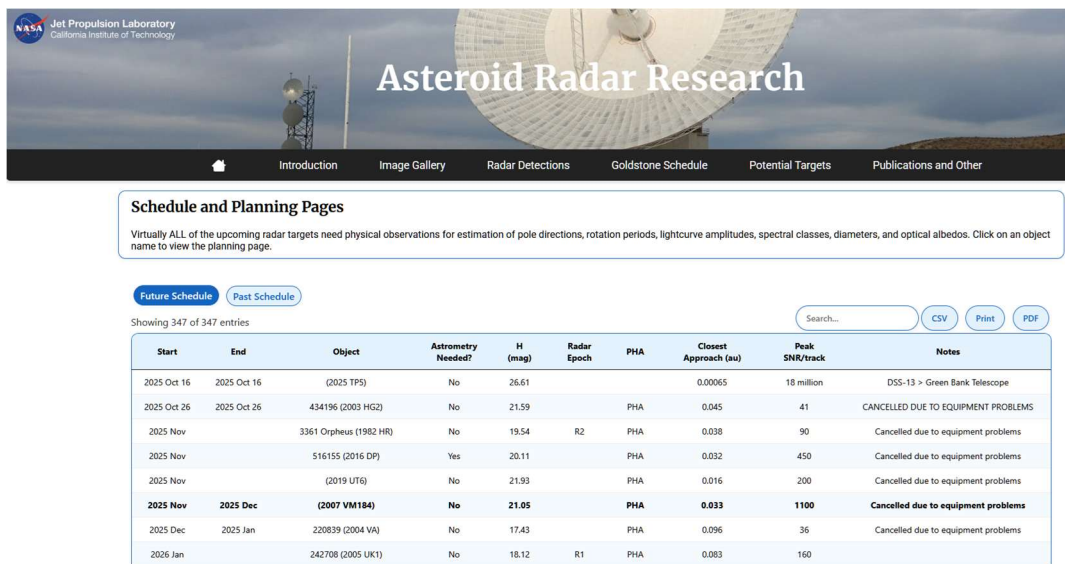 NASA
Jet Propulsion Laboratory
California Institute of Technology
Asteroid Radar Research
Introduction Image Gallery Radar Detections Goldstone Schedule Potential Targets Publications and Other
Schedule and Planning Pages
Virtually ALL of the upcoming radar targets need physical observations for estimation of pole directions, rotation periods, lightcurve amplitudes, spectral classes, diameters, and optical albedos. Click on an object
name to view the planning page.
Future Schedule Past Schedule
Showing 347 of 347 entries
Search... CSV Print PDF
Start End Object Astrometry Needed? H (mag) Radar Epoch PHA Closest Approach (au) Peak SNR/track Notes
2025 Oct 16 2025 Oct 16 (2025 TP5) No 26.61 0.00065 18 million DSS-13 > Green Bank Telescope
2025 Oct 26 2025 Oct 26 434196 (2003 HG2) No 21.59 PHA 0.045 41 CANCELLED DUE TO EQUIPMENT PROBLEMS
2025 Nov 3361 Orpheus (1982 HR) No 19.54 R2 PHA 0.038 90 Cancelled due to equipment problems
2025 Nov 516155 (2016 DP) Yes 20.11 PHA 0.032 450 Cancelled due to equipment problems
2025 Nov (2019 UT6) No 21.93 PHA 0.016 200 Cancelled due to equipment problems
2025 Nov 2025 Dec (2007 VM184) No 21.05 PHA 0.033 1100 Cancelled due to equipment problems
2025 Dec 2025 Jan 220839 (2004 VA) No 17.43 PHA 0.096 36 Cancelled due to equipment problems
2026 Jan 242708 (2005 UK1) No 18.12 R1 PHA 0.083 160